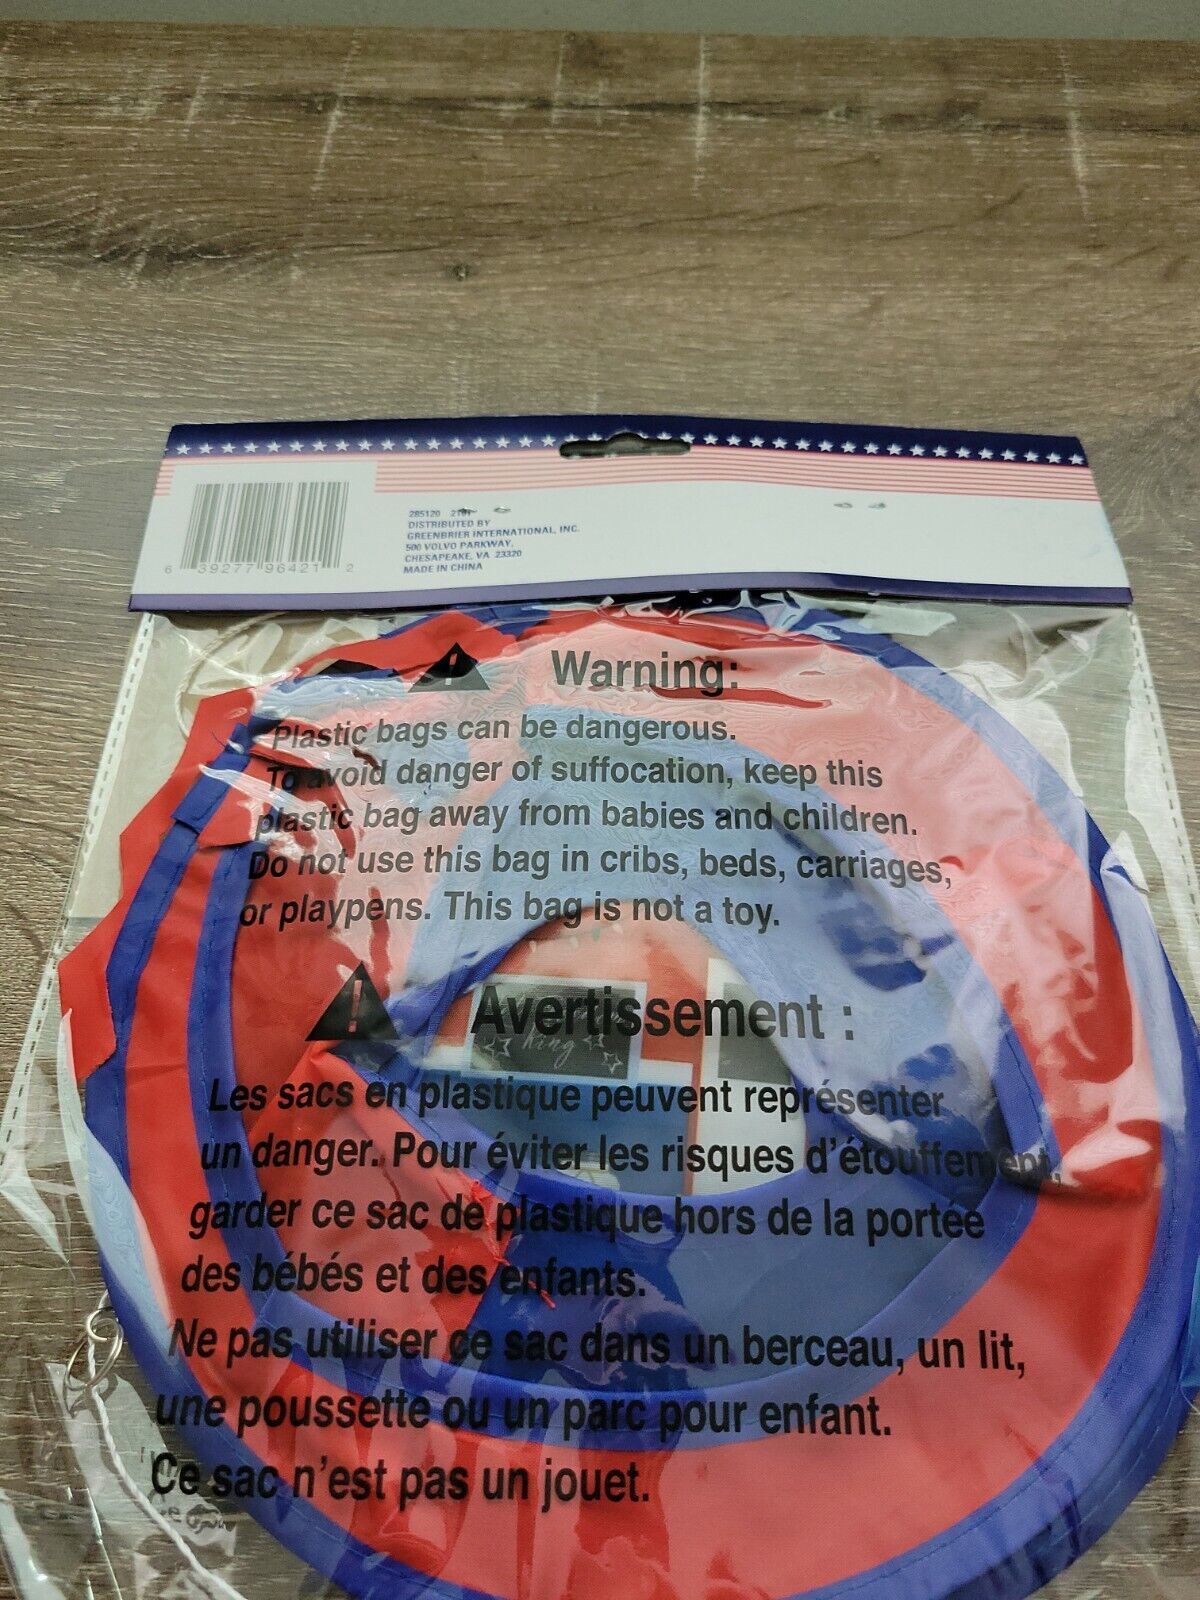 285120
DISTRIBUTED BY
GREENBRIER INTERNATIONAL, INC.
500 VOLVO PARKWAY,
CHESAPEAKE, VA 23320
MADE IN CHINA
6 39277 96421 2
Warning:
Plastic bags can be dangerous.
To avoid danger of suffocation, keep this
plastic bag away from babies and children.
Do not use this bag in cribs, beds, carriages,
or playpens. This bag is not a toy.
King
Avertissement :
Les sacs en plastique peuvent représenter
un danger. Pour éviter les risques d'étouffement,
garder ce sac de plastique hors de la portée
des bébés et des enfants.
Ne pas utiliser ce sac dans un berceau, un lit,
une poussette ou un parc pour enfant.
Ce sac n'est pas un jouet.